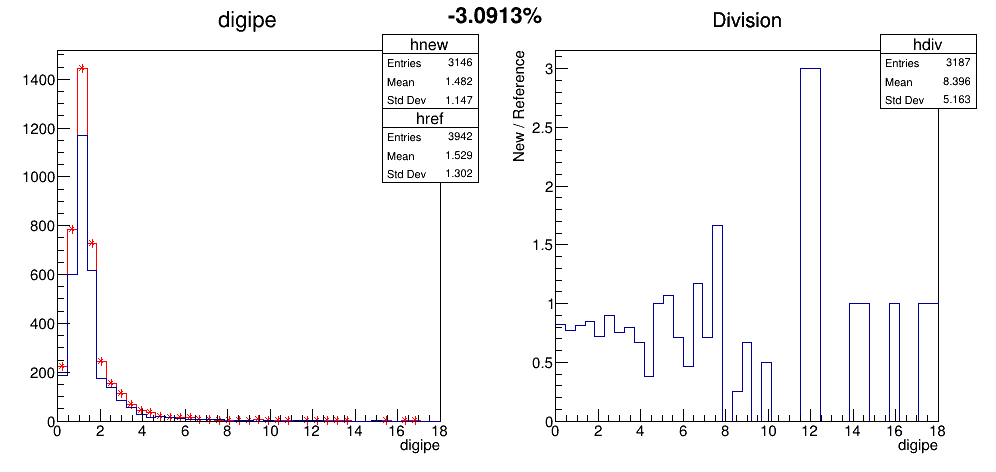 -3.0913%
digipe
hnew
Entries 3146
Mean 1.482
Std Dev 1.147
href
Entries 3942
Mean 1.529
Std Dev 1.302
1400
1200
1000
800
600
400
200
0
0 2 4 6 8 10 12 14 16 18
digipe
Division
hdiv
Entries 3187
Mean 8.396
Std Dev 5.163
New / Reference
3
2.5
2
1.5
1
0.5
0
0 2 4 6 8 10 12 14 16 18
digipe